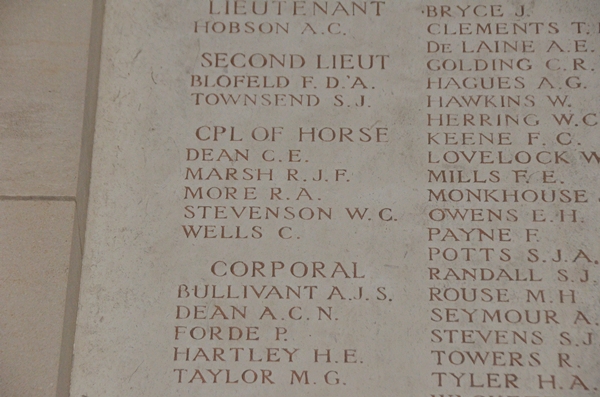 LIEUTENANT
HOBSON A.C.
SECOND LIEUT
BLOFELD F. D.'A.
TOWNSEND S.J.
CPL OF HORSE
DEAN C.E.
MARSH R.J.F.
MORE R.A.
STEVENSON W.C.
WELLS C.
CORPORAL
BULLIVANT A.J.S.
DEAN A.C.N.
FORDE P.
HARTLEY H.E.
TAYLOR M.G.
BRYCE J.
CLEMENTS T.
DE LAINE A.E.
GOLDING C.R.
HAGUES A.G.
HAWKINS W.
HERRING W.C
KEENE F.C.
LOVELOCK W
MILLS F.E.
MONKHOUSE
OWENS E.H.
PAYNE F.
POTTS S.J.A.
RANDALL S.J.
ROUSE M.H
SEYMOUR A.
STEVENS S.J
TOWERS R.
TYLER H.A.